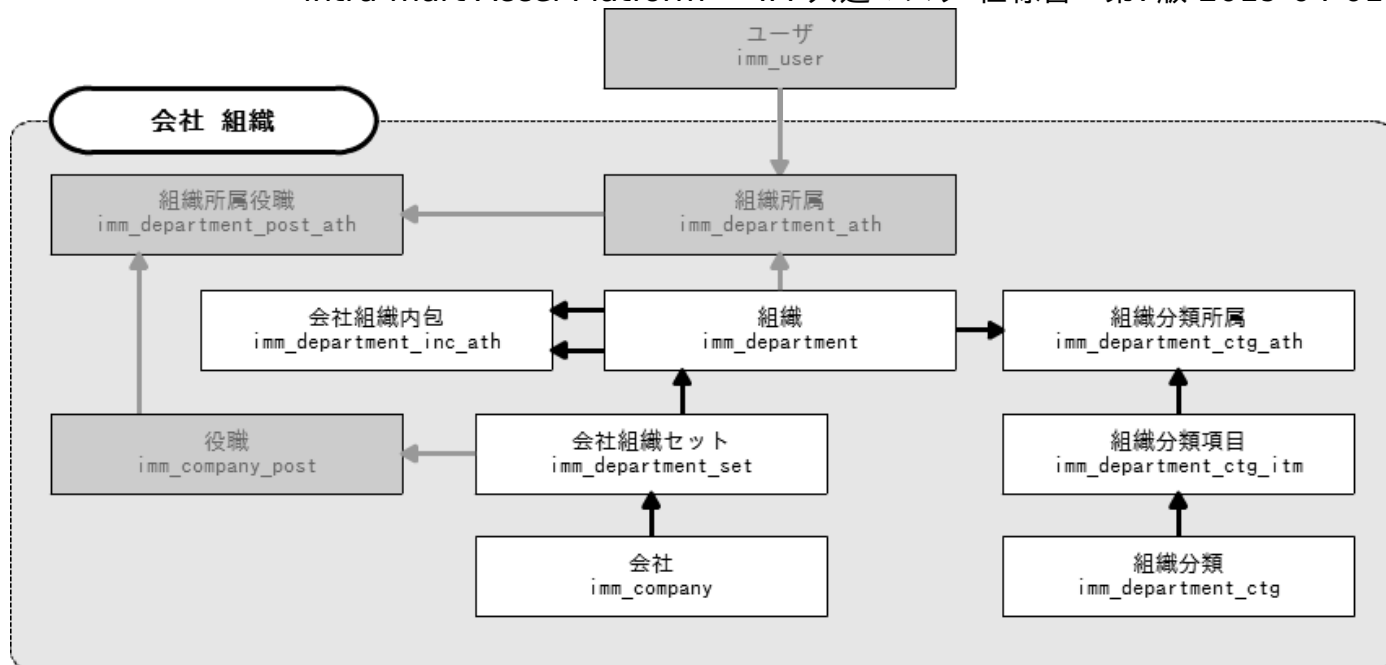 ユーザ
imm_user
会社 組織
組織所属役職
imm_department_post_ath
組織所属
imm_department_ath
会社組織内包
imm_department_inc_ath
組織
imm_department
組織分類所属
imm_department_ctg_ath
役職
imm_company_post
会社組織セット
imm_department_set
組織分類項目
imm_department_ctg_itm
会社
imm_company
組織分類
imm_department_ctg